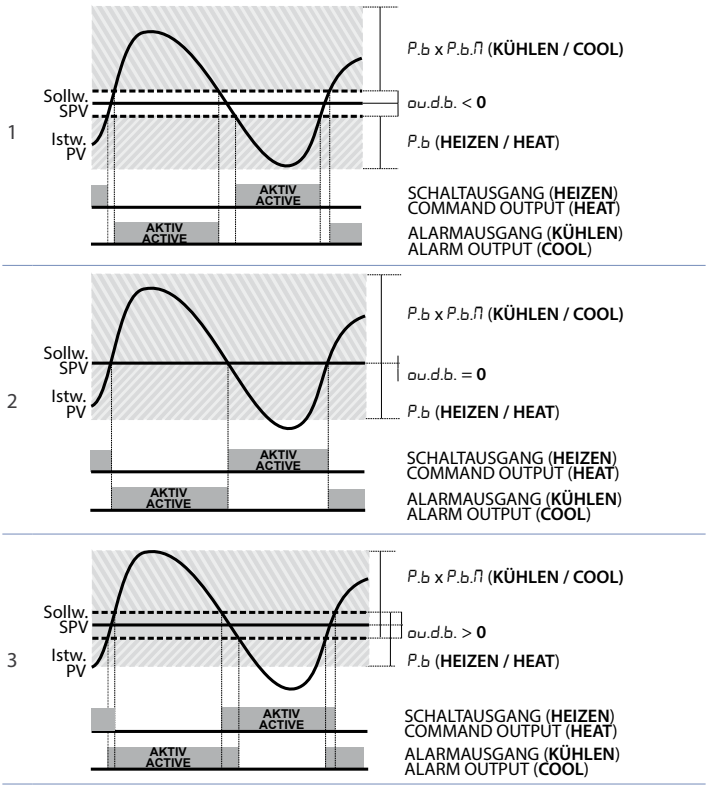 P.b x P.b.M (KÜHLEN / COOL)
Sollw.
SPV
ou.d.b. < 0
1
Istw.
PV
P.b (HEIZEN / HEAT)
AKTIV
ACTIVE
SCHALTAUSGANG (HEIZEN)
COMMAND OUTPUT (HEAT)
AKTIV
ACTIVE
ALARMAUSGANG (KÜHLEN)
ALARM OUTPUT (COOL)
P.b x P.b.M (KÜHLEN / COOL)
Sollw.
SPV
ou.d.b. = 0
2
Istw.
PV
P.b (HEIZEN / HEAT)
AKTIV
ACTIVE
SCHALTAUSGANG (HEIZEN)
COMMAND OUTPUT (HEAT)
AKTIV
ACTIVE
ALARMAUSGANG (KÜHLEN)
ALARM OUTPUT (COOL)
P.b x P.b.M (KÜHLEN / COOL)
Sollw.
SPV
ou.d.b. > 0
3
Istw.
PV
P.b (HEIZEN / HEAT)
AKTIV
ACTIVE
SCHALTAUSGANG (HEIZEN)
COMMAND OUTPUT (HEAT)
AKTIV
ACTIVE
ALARMAUSGANG (KÜHLEN)
ALARM OUTPUT (COOL)